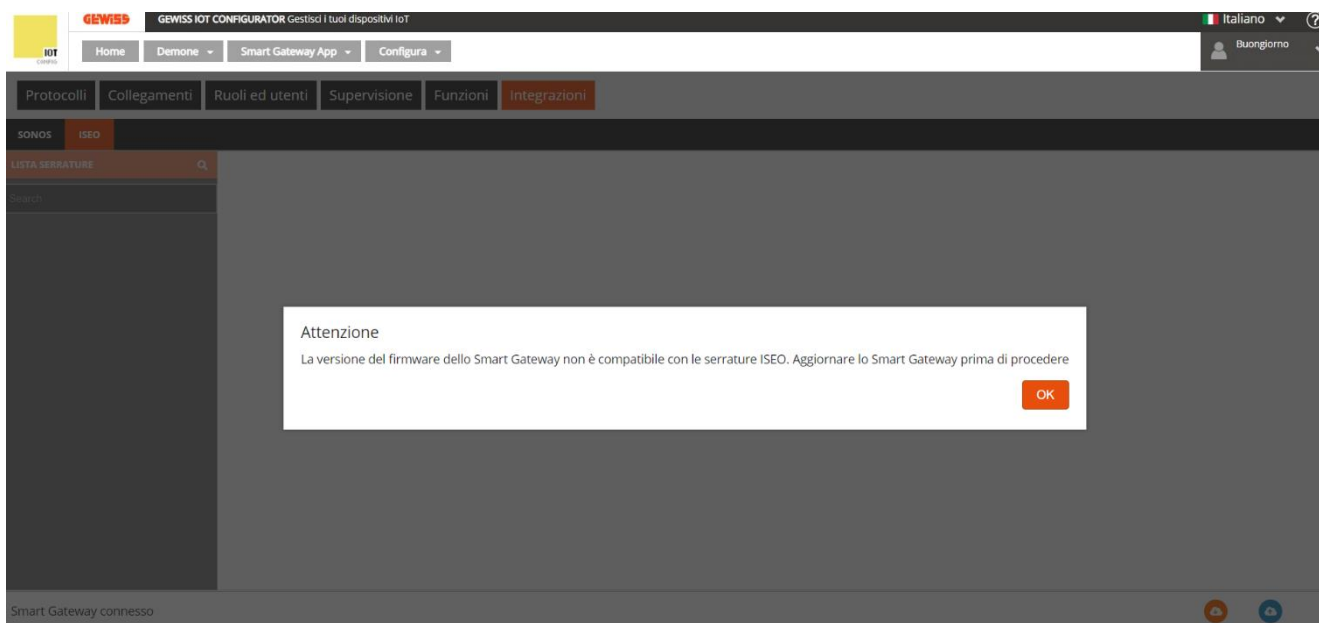 GEWISS GEWISS IOT CONFIGURATOR Gestisci i tuoi dispositivi IoT Italiano
IOT
CONFIG
Home Demone Smart Gateway App Configura Buongiorno
Protocolli Collegamenti Ruoli ed utenti Supervisione Funzioni Integrazioni
SONOS ISEO
LISTA SERRATURE
Search
Attenzione
La versione del firmware dello Smart Gateway non è compatibile con le serrature ISEO. Aggiornare lo Smart Gateway prima di procedere
OK
Smart Gateway connesso